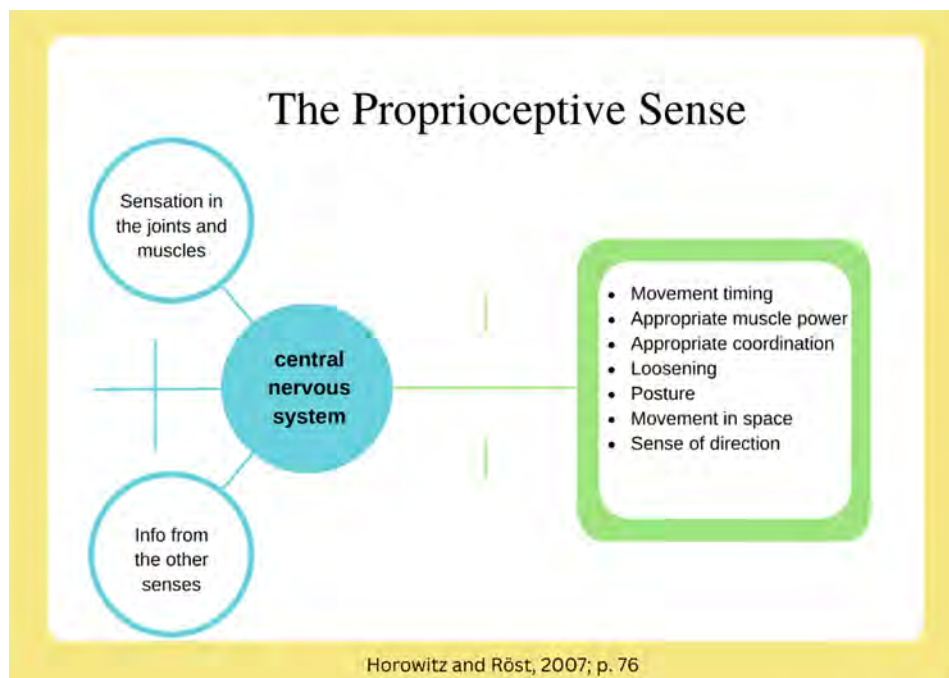 The Proprioceptive Sense
Sensation in
the joints and
muscles
central
nervous
system
Info from
the other
senses
• Movement timing
• Appropriate muscle power
• Appropriate coordination
• Loosening
• Posture
• Movement in space
• Sense of direction
Horowitz and Röst, 2007; p. 76